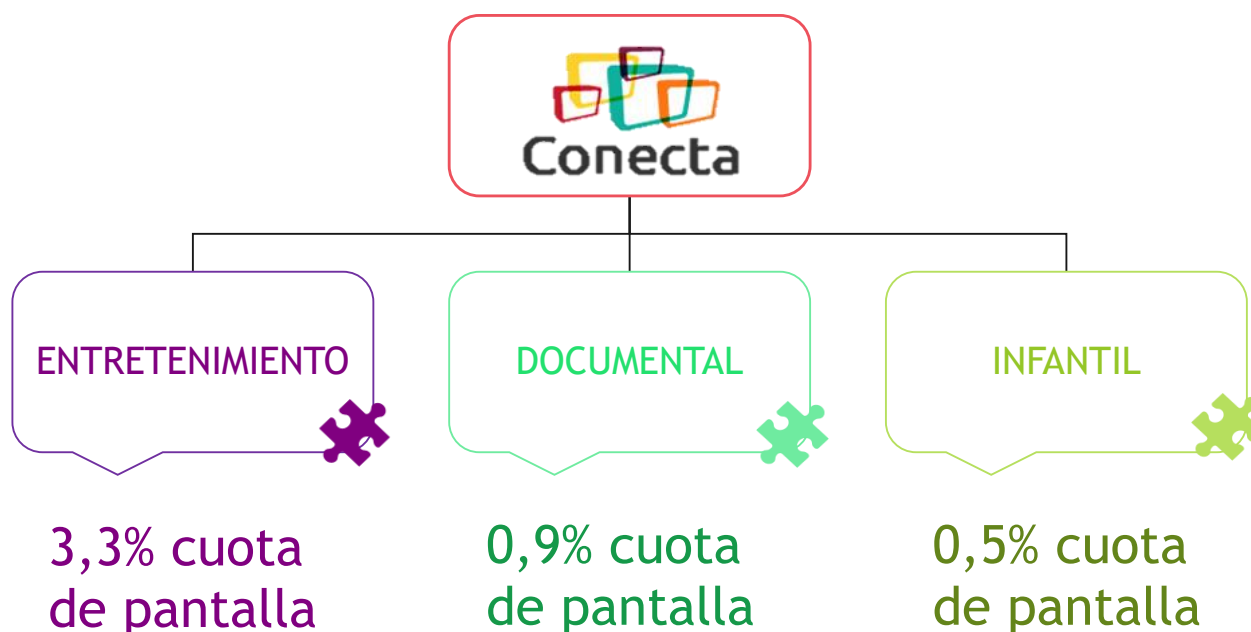 Conecta
ENTRETENIMIENTO
DOCUMENTAL
INFANTIL
3,3% cuota
de pantalla
0,9% cuota
de pantalla
0,5% cuota
de pantalla